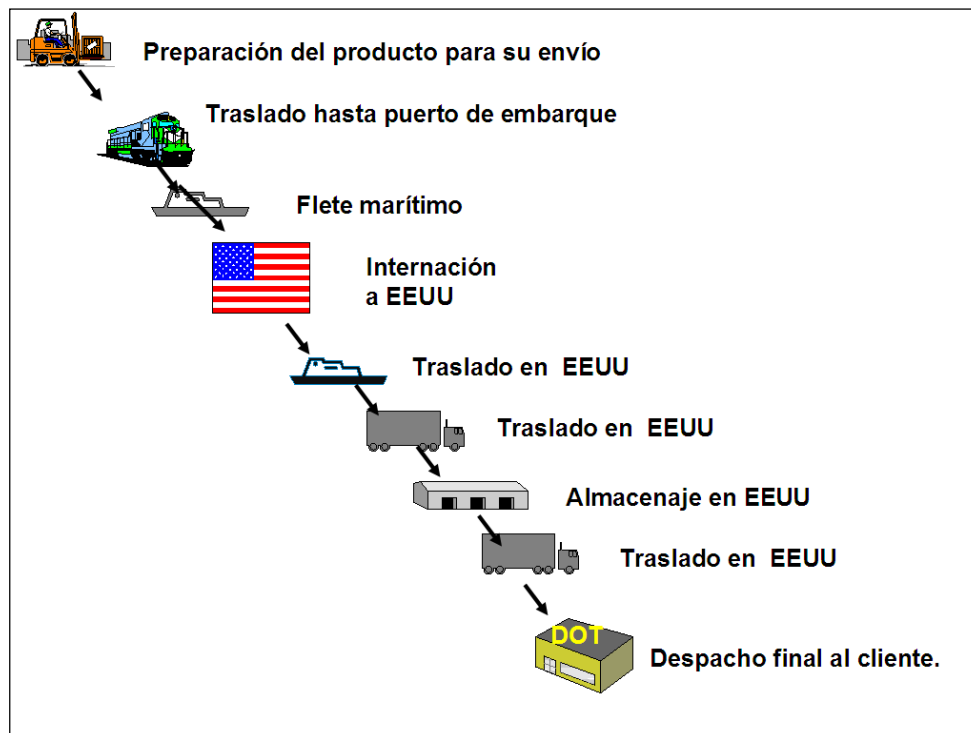 Preparación del producto para su envío
Traslado hasta puerto de embarque
Flete marítimo
Internación
a EEUU
Traslado en EEUU
Traslado en EEUU
Almacenaje en EEUU
Traslado en EEUU
DOT
Despacho final al cliente.